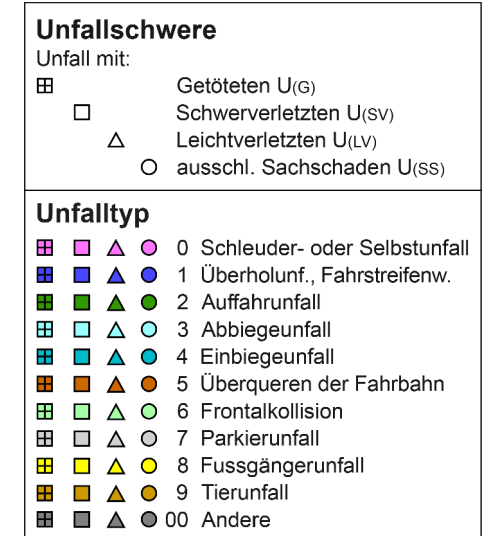 Unfallschwere
Unfall mit:
Getöteten U(G)
Schwerverletzten U(SV)
Leichtverletzten U(LV)
ausschl. Sachschaden U(SS)
Unfalltyp
0 Schleuder- oder Selbstunfall
1 Überholunf., Fahrstreifenw.
2 Auffahrunfall
3 Abbiegeunfall
4 Einbiegeunfall
5 Überqueren der Fahrbahn
6 Frontalkollision
7 Parkierunfall
8 Fussgängerunfall
9 Tierunfall
00 Andere